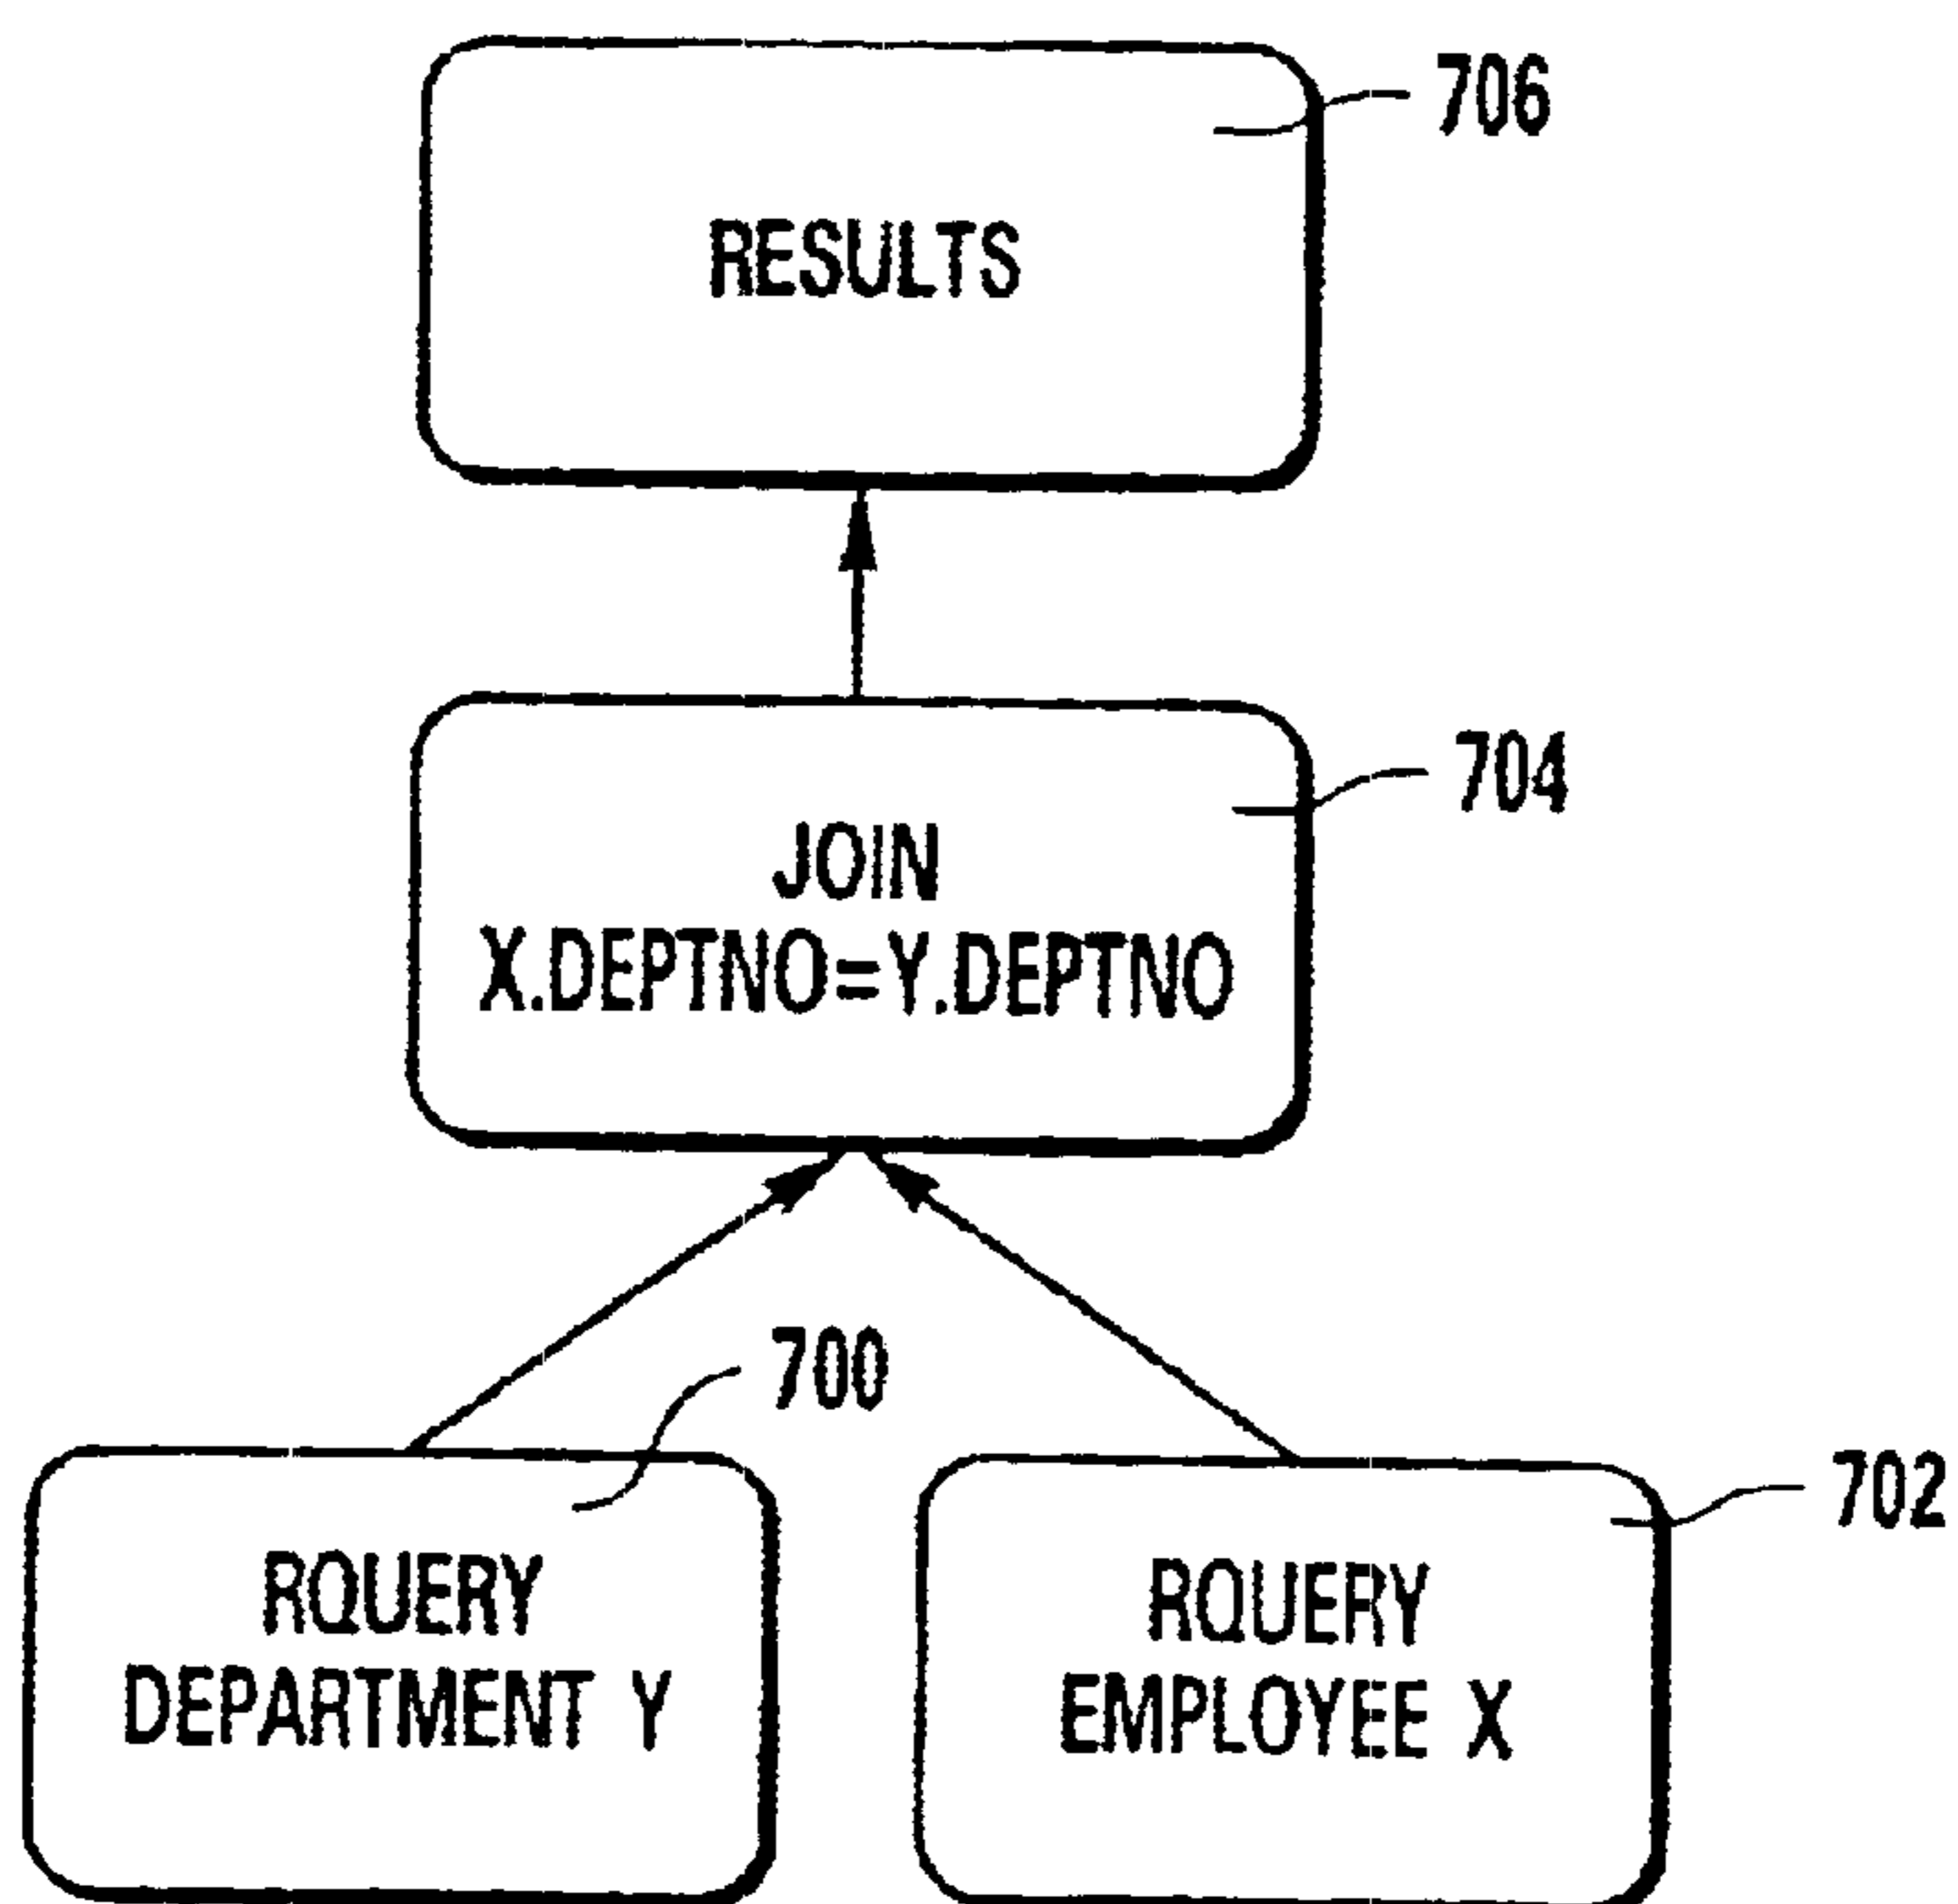 706
RESULTS
704
JOIN
X.DEPTNO=Y.DEPTNO
700
702
RQUERY
DEPARTMENT Y
RQUERY
EMPLOYEE X